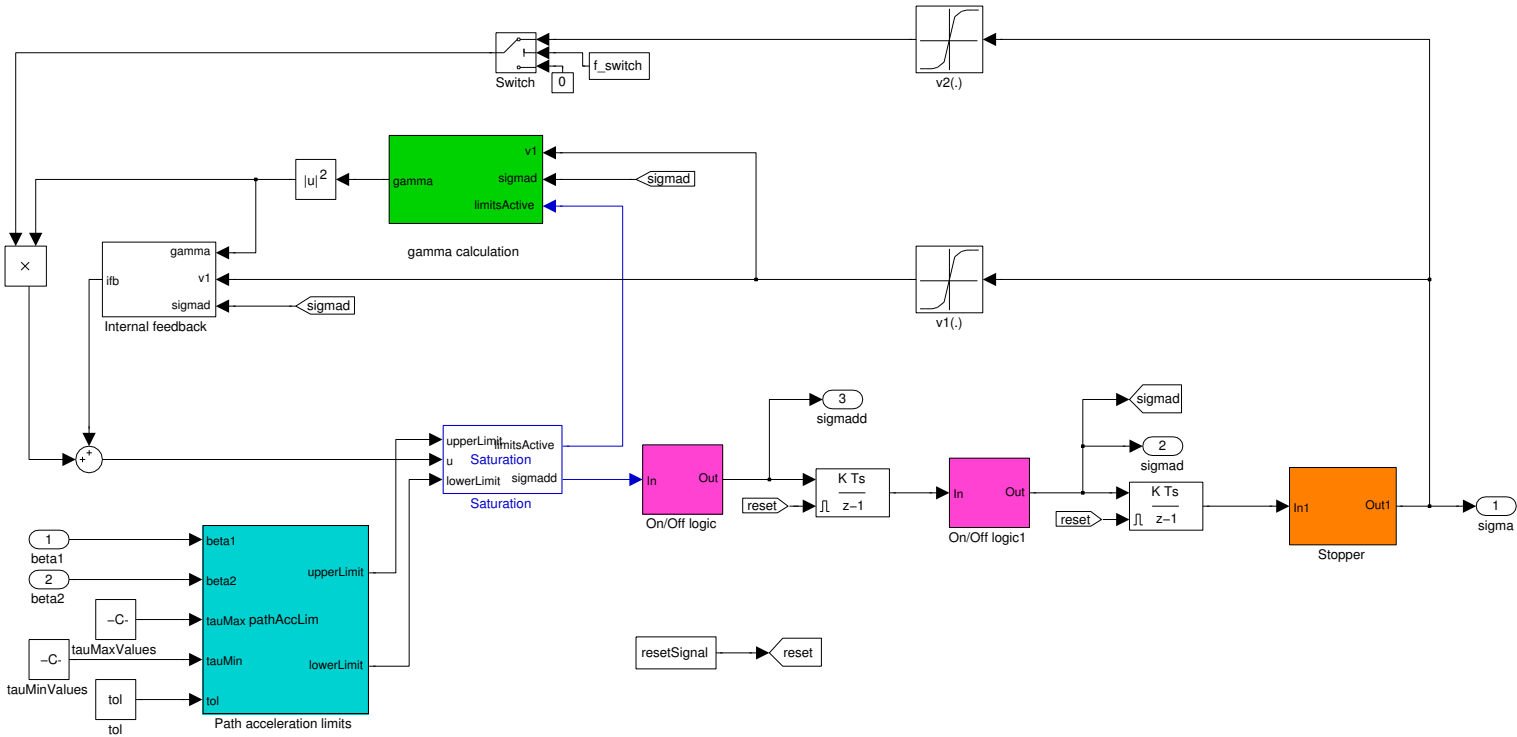 f_switch
0
Switch
v2(.)
v1
sigmad
limitsActive
gamma
sigmad
|u|2
gamma calculation
×
gamma
v1
sigmad
ifb
sigmad
Internal feedback
v1(.)
+
+
upperLimit
limitsActive
u
Saturation
lowerLimit
sigmadd
Saturation
In
Out
On/Off logic
3
sigmadd
reset
K Ts
z−1
In
Out
On/Off logic1
sigmad
2
sigmad
reset
K Ts
z−1
In1
Out1
Stopper
1
sigma
1
beta1
2
beta2
−C−
tauMaxValues
−C−
tauMinValues
tol
tol
beta1
beta2
tauMax
pathAccLim
tauMin
tol
upperLimit
lowerLimit
Path acceleration limits
resetSignal
reset